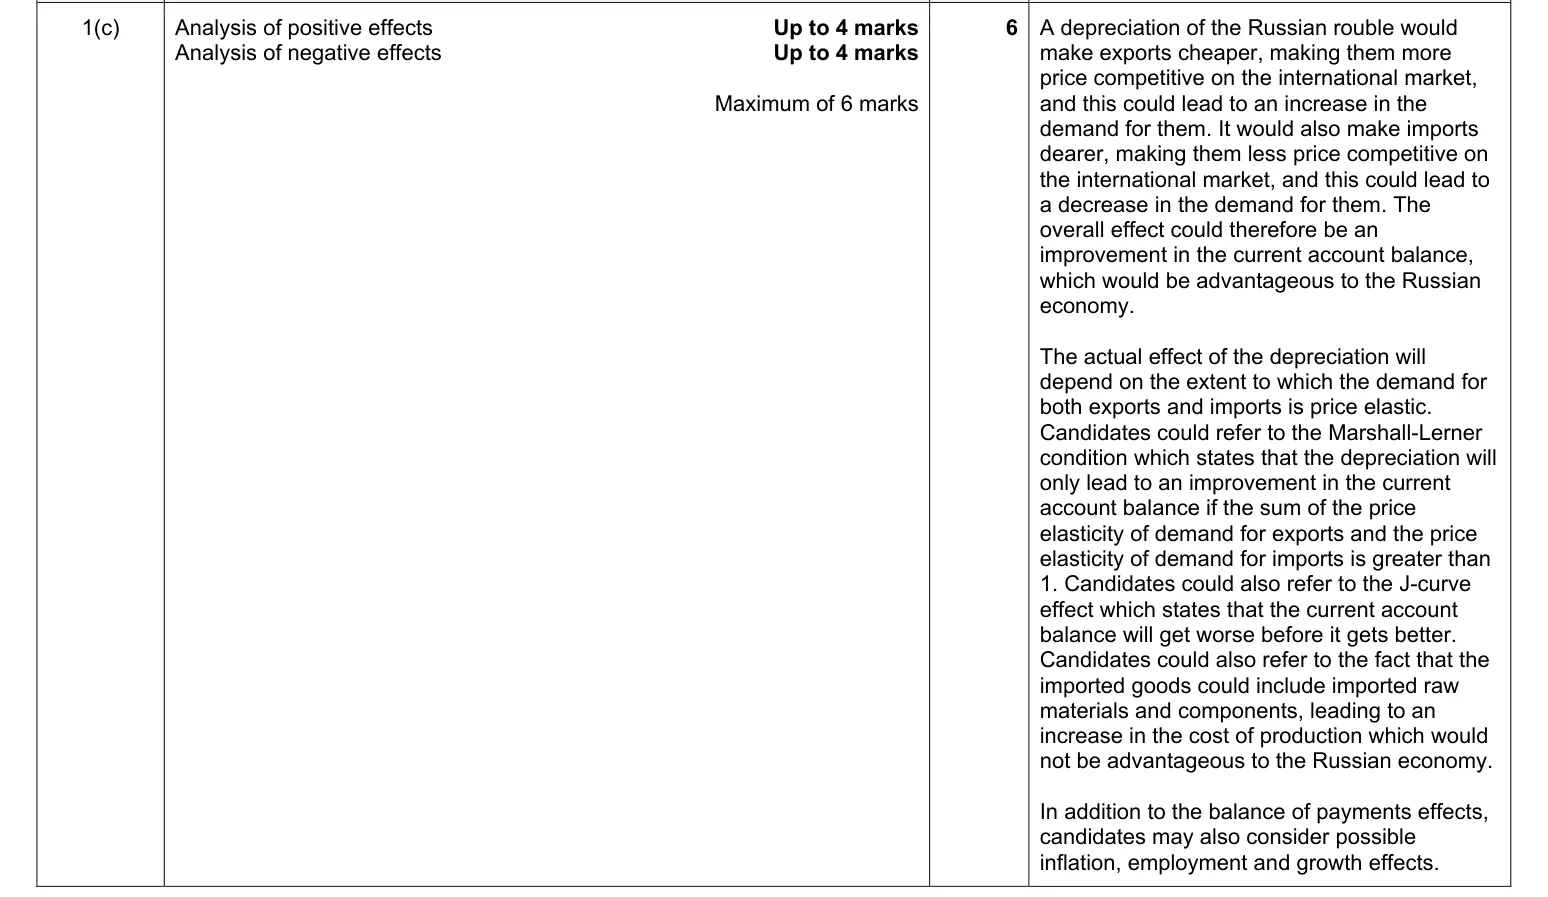 1(c)
Analysis of positive effects Up to 4 marks
Analysis of negative effects Up to 4 marks
Maximum of 6 marks
6
A depreciation of the Russian rouble would
make exports cheaper, making them more
price competitive on the international market,
and this could lead to an increase in the
demand for them. It would also make imports
dearer, making them less price competitive on
the international market, and this could lead to
a decrease in the demand for them. The
overall effect could therefore be an
improvement in the current account balance,
which would be advantageous to the Russian
economy.
The actual effect of the depreciation will
depend on the extent to which the demand for
both exports and imports is price elastic.
Candidates could refer to the Marshall-Lerner
condition which states that the depreciation will
only lead to an improvement in the current
account balance if the sum of the price
elasticity of demand for exports and the price
elasticity of demand for imports is greater than
1. Candidates could also refer to the J-curve
effect which states that the current account
balance will get worse before it gets better.
Candidates could also refer to the fact that the
imported goods could include imported raw
materials and components, leading to an
increase in the cost of production which would
not be advantageous to the Russian economy.
In addition to the balance of payments effects,
candidates may also consider possible
inflation, employment and growth effects.